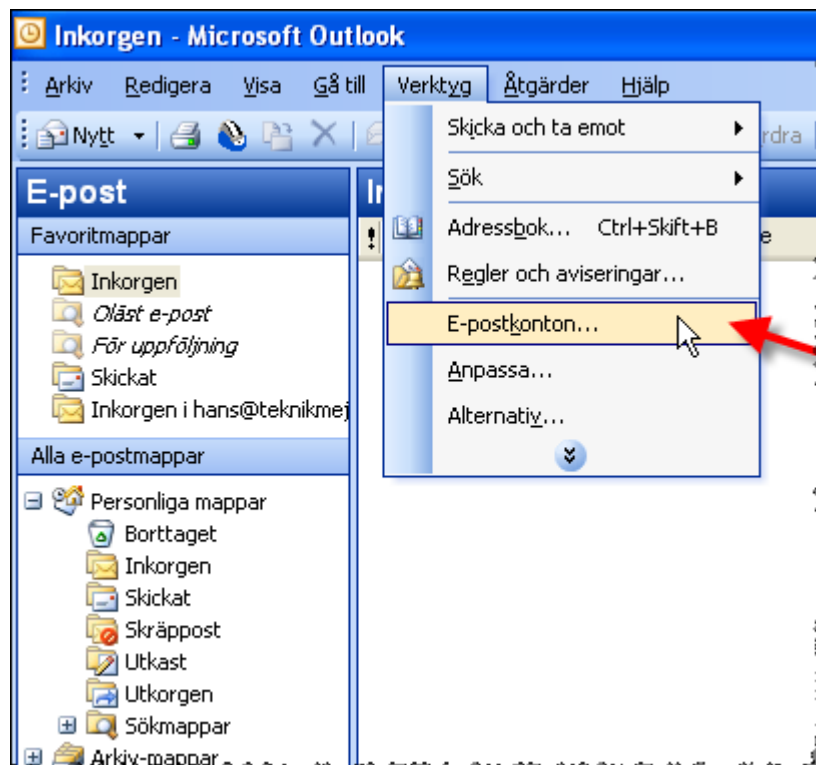 Inkorgen - Microsoft Outlook
Arkiv Redigera Visa Gå till Verktyg Åtgärder Hjälp
Nytt
Skicka och ta emot
Sök
Adressbok... Ctrl+Skift+B
Regler och aviseringar...
E-postkonton...
Anpassa...
Alternativ...
E-post
Favoritmappar
Inkorgen
Oläst e-post
För uppföljning
Skickat
Inkorgen i hans@teknikmej
Alla e-postmappar
Personliga mappar
Borttaget
Inkorgen
Skickat
Skräppost
Utkast
Utkorgen
Sökmappar
Arkiv-mappar